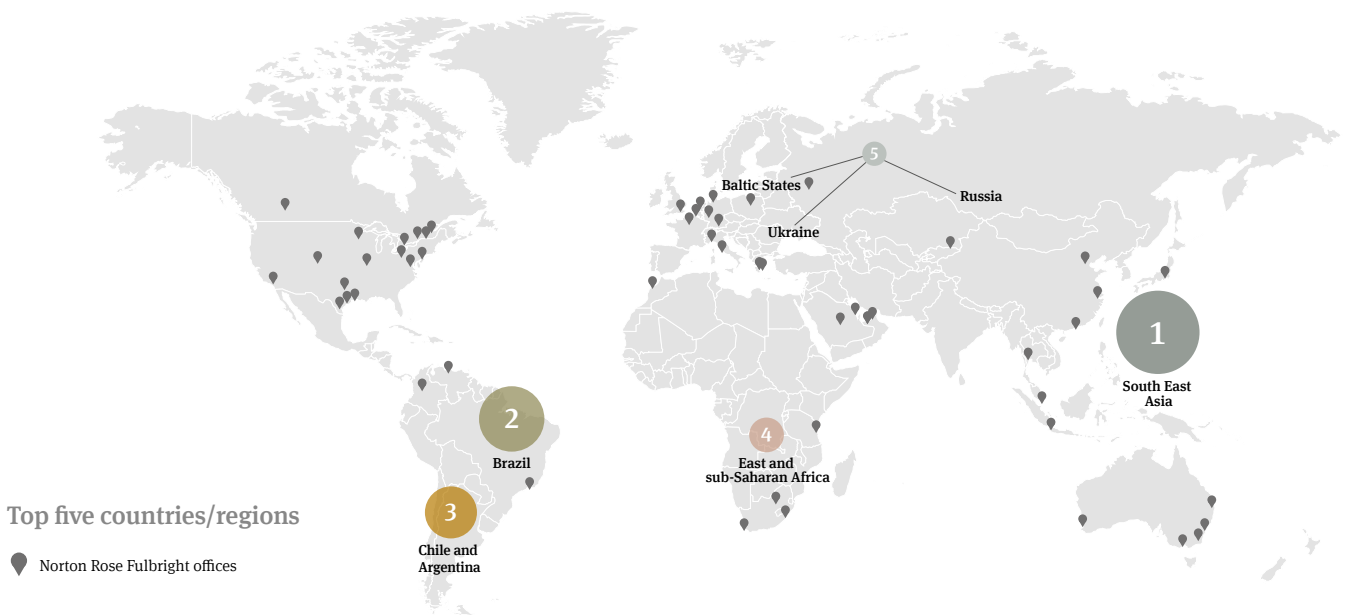 5
Baltic States
Russia
Ukraine
1
South East
Asia
2
Brazil
4
East and
sub-Saharan Africa
3
Chile and
Argentina
Top five countries/regions
Norton Rose Fulbright offices